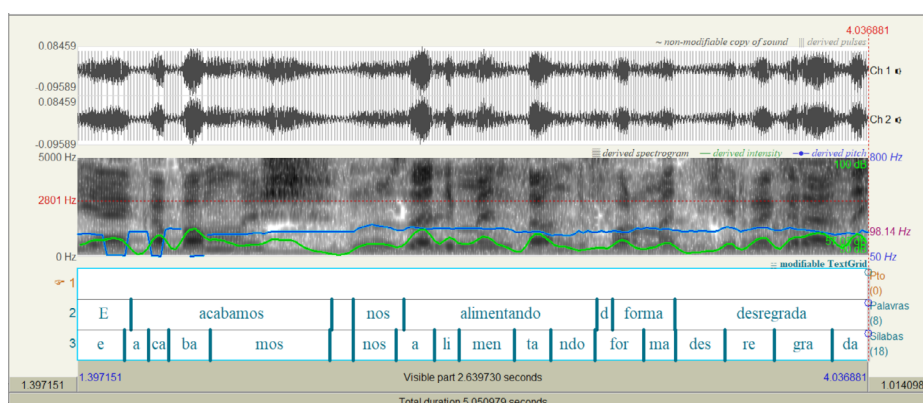 4.036881
~ non-modifiable copy of sound derived pulses
0.08459
Ch 1
-0.09589
0.08459
Ch 2
-0.09589
derived spectrogram derived intensity derived pitch
5000 Hz 100 dB 800 Hz
2801 Hz
98.14 Hz
0 Hz 50 Hz
modifiable TextGrid
1 Pto
(0)
2 E acabamos nos alimentando d forma desregrada Palavras
(8)
3 e a ca ba mos nos a li men ta ndo for ma des re gra da Sílabas
(18)
1.397151 1.397151 Visible part 2.639730 seconds 4.036881 1.014098
Total duration 5.050979 seconds